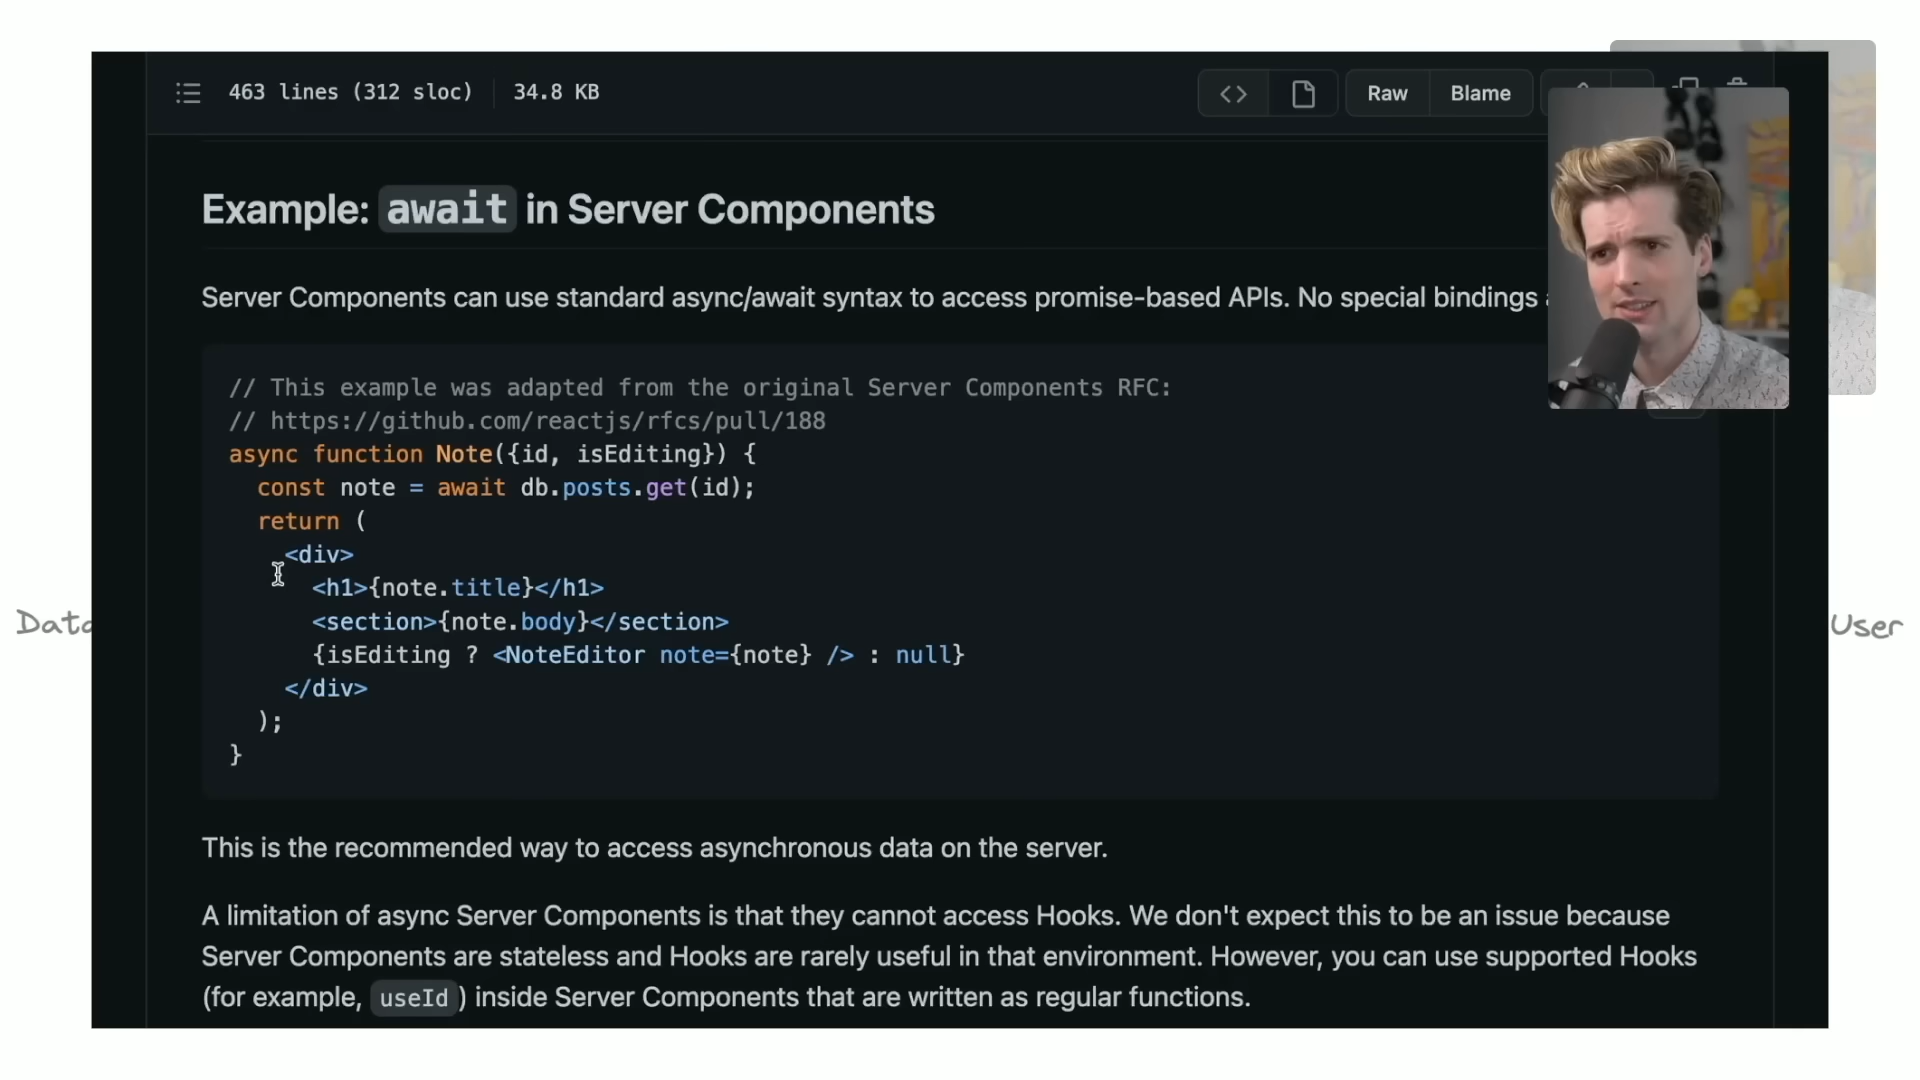 463 lines (312 sloc) 34.8 KB
Raw Blame
Example: await in Server Components
Server Components can use standard async/await syntax to access promise-based APIs. No special bindings
// This example was adapted from the original Server Components RFC:
// https://github.com/reactjs/rfcs/pull/188
async function Note({id, isEditing}) {
const note = await db.posts.get(id);
return (
<div>
<h1>{note.title}</h1>
<section>{note.body}</section>
{isEditing ? <NoteEditor note={note} /> : null}
</div>
);
}
Data
User
This is the recommended way to access asynchronous data on the server.
A limitation of async Server Components is that they cannot access Hooks. We don't expect this to be an issue because
Server Components are stateless and Hooks are rarely useful in that environment. However, you can use supported Hooks
(for example, useId) inside Server Components that are written as regular functions.